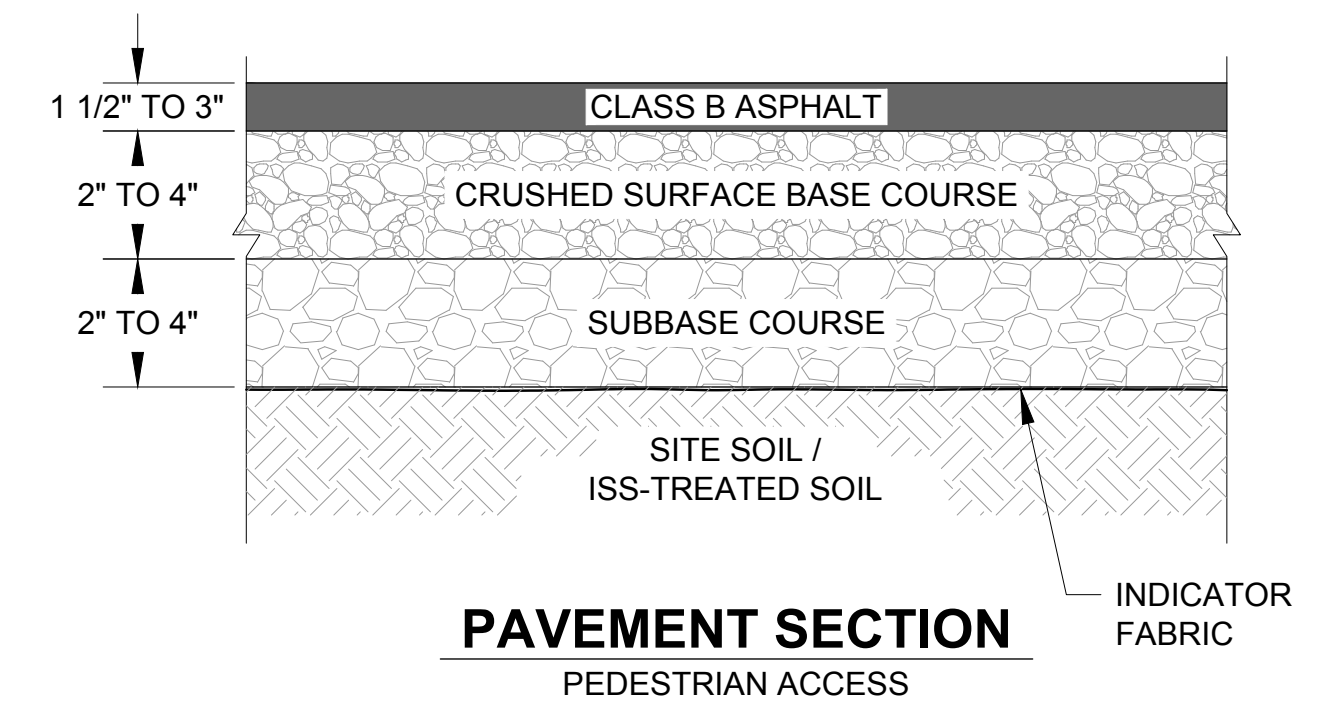 1 1/2" TO 3"
CLASS B ASPHALT
2" TO 4"
CRUSHED SURFACE BASE COURSE
2" TO 4"
SUBBASE COURSE
SITE SOIL /
ISS-TREATED SOIL
INDICATOR
FABRIC
PAVEMENT SECTION
PEDESTRIAN ACCESS